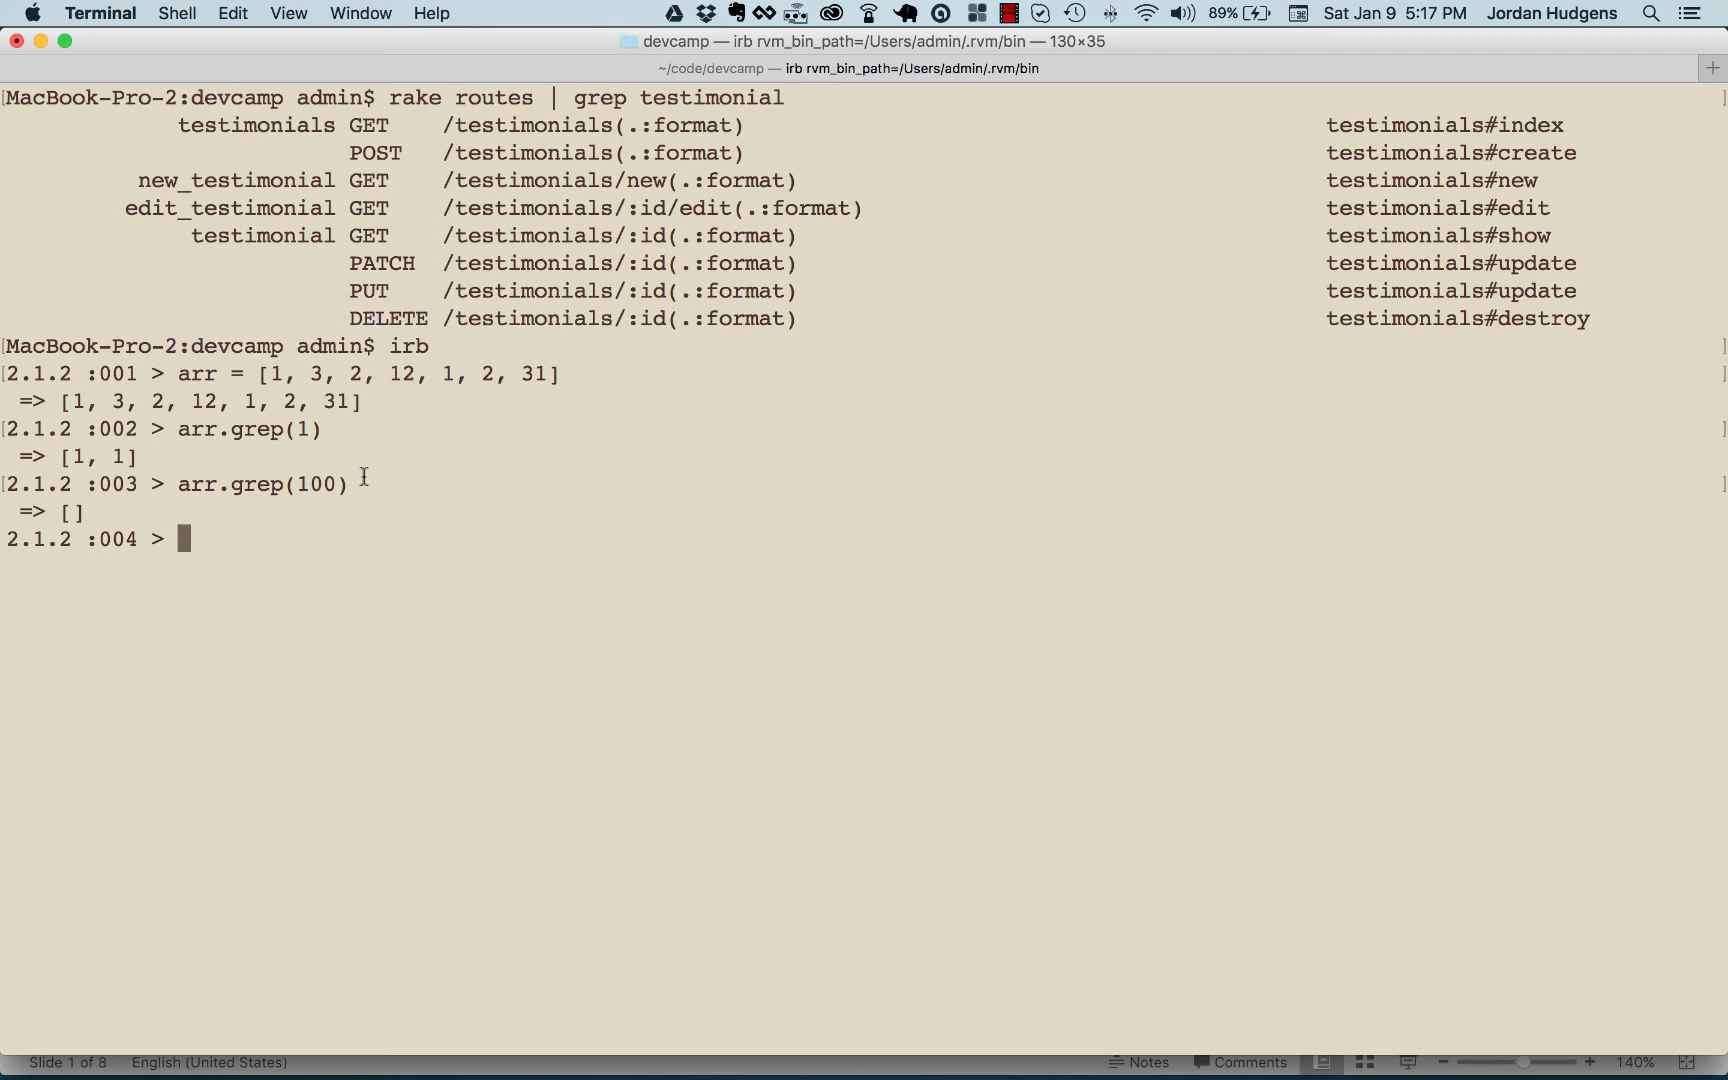 Terminal Shell Edit View Window Help 89% Sat Jan 9 5:17 PM Jordan Hudgens
devcamp — irb rvm_bin_path=/Users/admin/.rvm/bin — 130×35
~/code/devcamp — irb rvm_bin_path=/Users/admin/.rvm/bin
[MacBook-Pro-2:devcamp admin$ rake routes | grep testimonial ]
testimonials GET /testimonials(.:format) testimonials#index
POST /testimonials(.:format) testimonials#create
new_testimonial GET /testimonials/new(.:format) testimonials#new
edit_testimonial GET /testimonials/:id/edit(.:format) testimonials#edit
testimonial GET /testimonials/:id(.:format) testimonials#show
PATCH /testimonials/:id(.:format) testimonials#update
PUT /testimonials/:id(.:format) testimonials#update
DELETE /testimonials/:id(.:format) testimonials#destroy
[MacBook-Pro-2:devcamp admin$ irb ]
[2.1.2 :001 > arr = [1, 3, 2, 12, 1, 2, 31] ]
=> [1, 3, 2, 12, 1, 2, 31]
[2.1.2 :002 > arr.grep(1) ]
=> [1, 1]
[2.1.2 :003 > arr.grep(100) ]
=> []
2.1.2 :004 >
Slide 1 of 8 English (United States) Notes Comments 140%